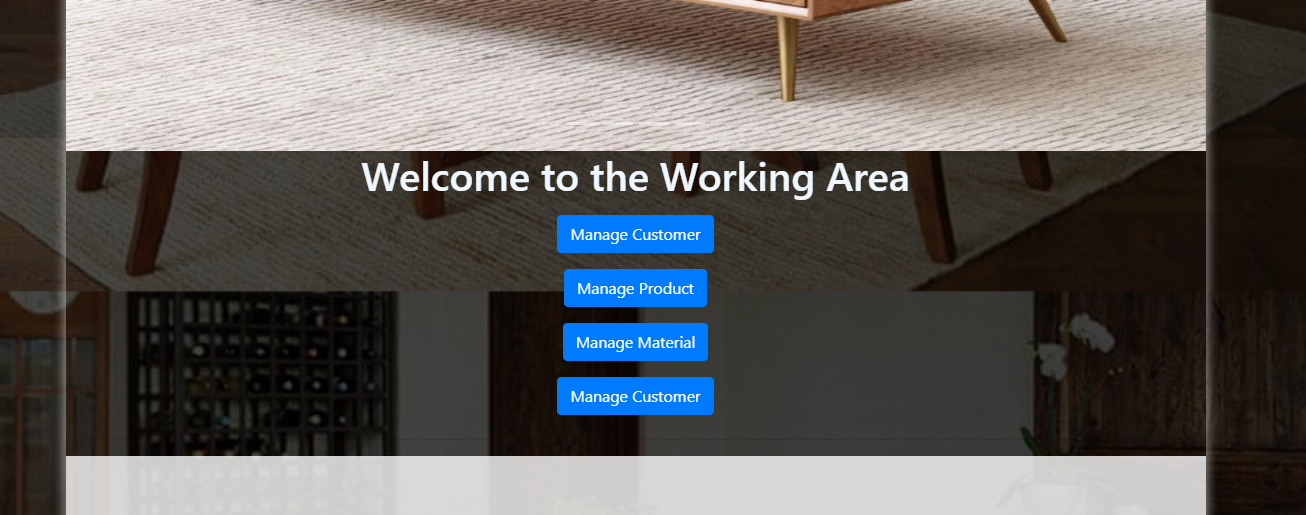 Welcome to the Working Area
Manage Customer
Manage Product
Manage Material
Manage Customer